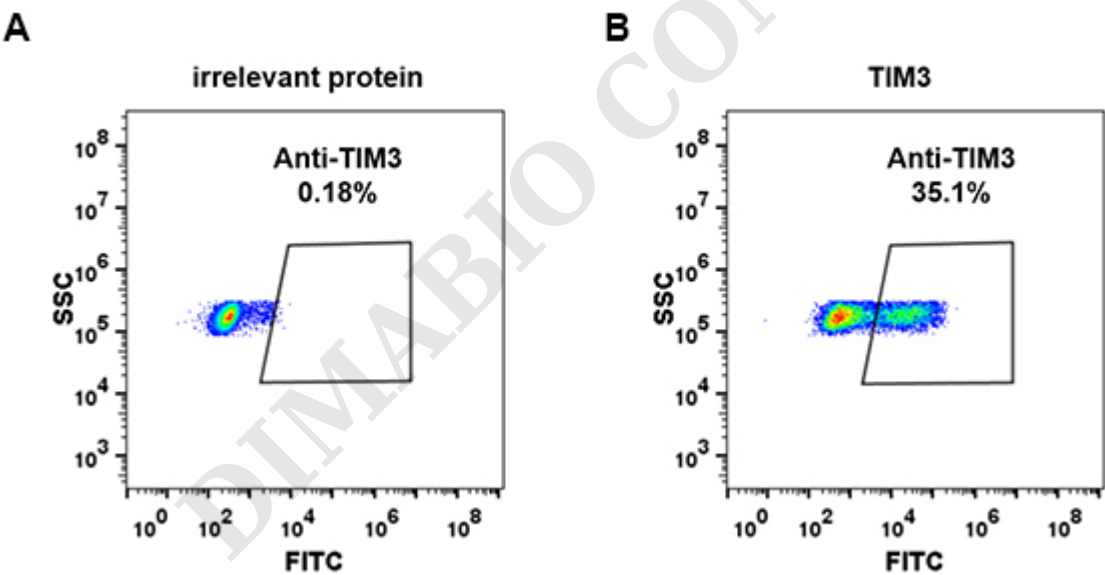 A
irrelevant protein
Anti-TIM3
0.18%
10^8
10^7
10^6
10^5
10^4
10^3
SSC
10^0 10^2 10^4 10^6 10^8
FITC
B
TIM3
Anti-TIM3
35.1%
10^8
10^7
10^6
10^5
10^4
10^3
SSC
10^0 10^2 10^4 10^6 10^8
FITC
DIMABIO